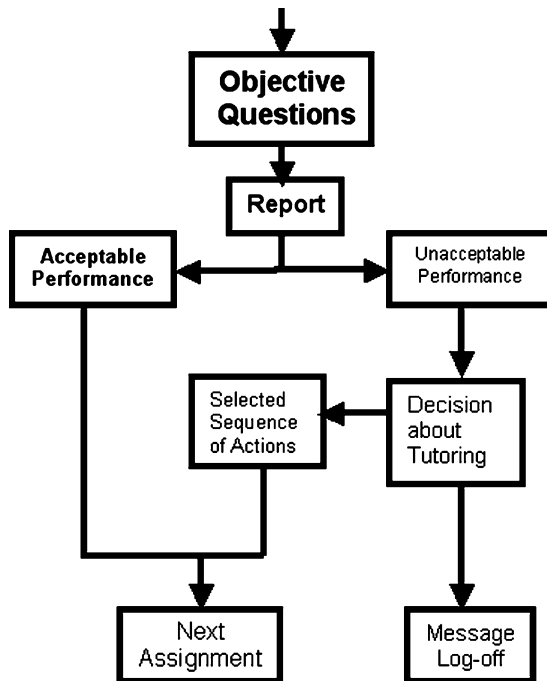 Objective
Questions
Report
Acceptable
Performance
Unacceptable
Performance
Selected
Sequence
of Actions
Decision
about
Tutoring
Next
Assignment
Message
Log-off